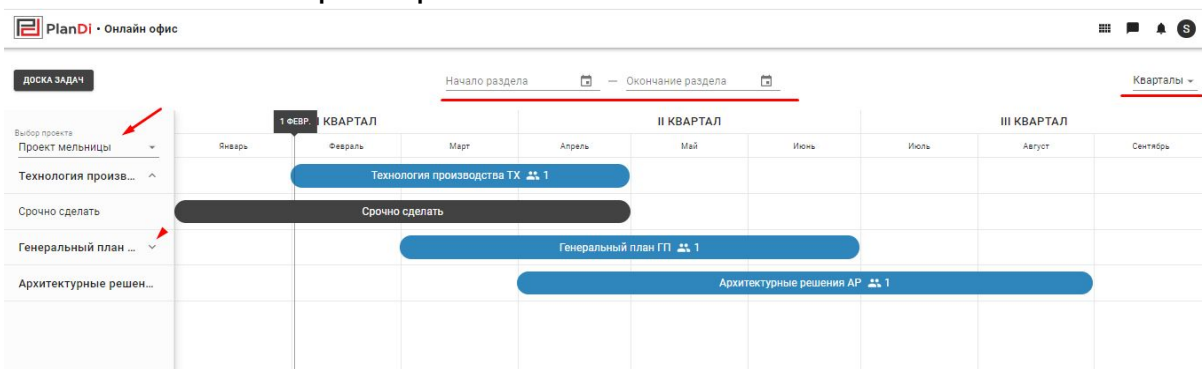 PlanDi • Онлайн офис
S
ДОСКА ЗАДАЧ
Начало раздела — Окончание раздела
Кварталы
1 ФЕВР. КВАРТАЛ
II КВАРТАЛ
III КВАРТАЛ
Выбор проекта
Проект мельницы
Январь
Февраль
Март
Апрель
Май
Июнь
Июль
Август
Сентябрь
Технология произв...
Технология производства ТХ 1
Срочно сделать
Срочно сделать
Генеральный план ...
Генеральный план ГП 1
Архитектурные решен...
Архитектурные решения АР 1